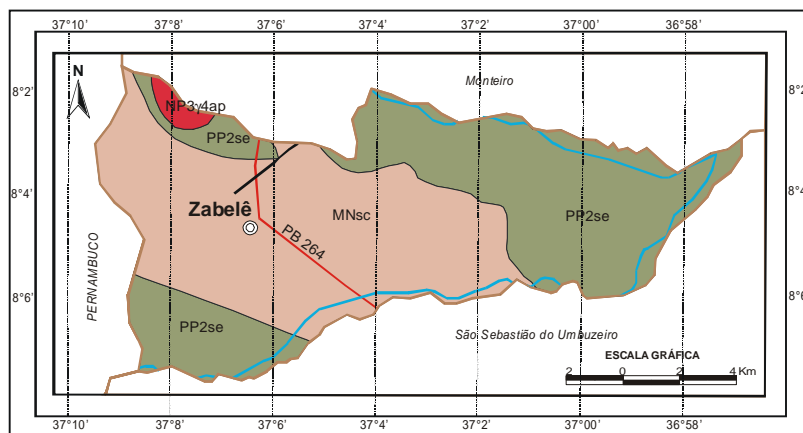 37°10' 37°8' 37°6' 37°4' 37°2' 37°00' 36°58'
8°2' 8°2'
N
Monteiro
NP3γ4ap
PP2se
8°4' 8°4'
Zabelê
MNsc
PP2se
PB 264
PERNAMBUCO
8°6' 8°6'
PP2se
São Sebastião do Umbuzeiro
ESCALA GRÁFICA
2 0 2 4 Km
37°10' 37°8' 37°6' 37°4' 37°2' 37°00' 36°58'